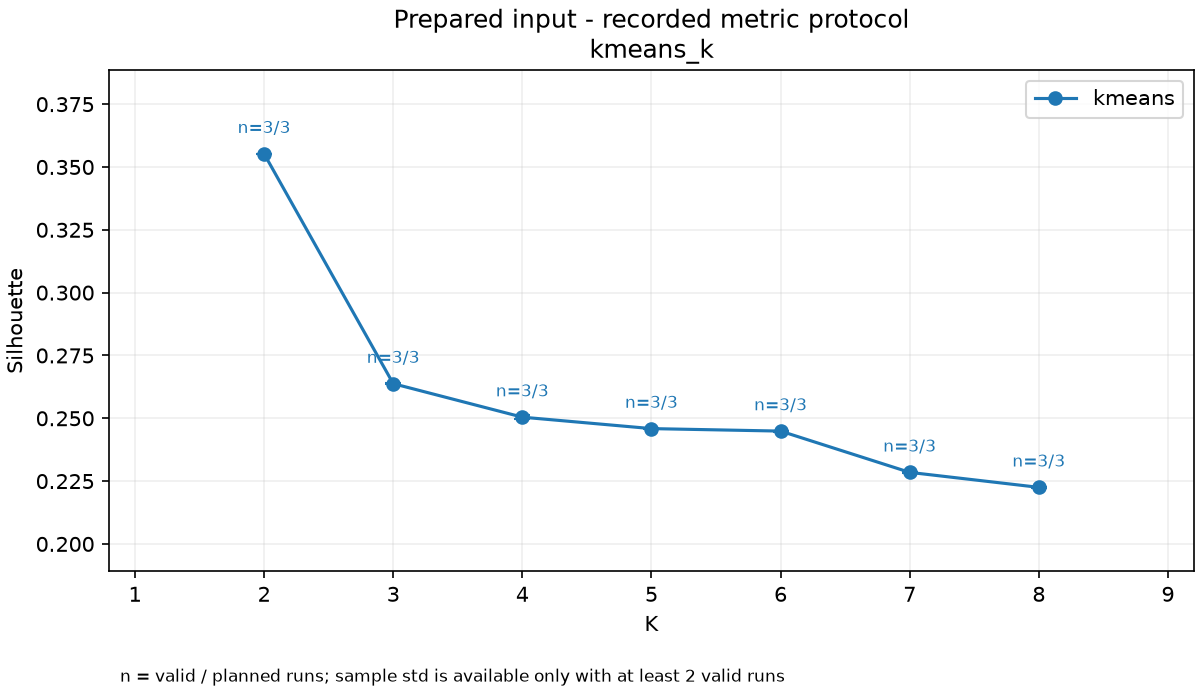 Prepared input - recorded metric protocol
kmeans_k
kmeans
Silhouette
0.375
0.350
0.325
0.300
0.275
0.250
0.225
0.200
n=3/3
n=3/3
n=3/3
n=3/3
n=3/3
n=3/3
n=3/3
1 2 3 4 5 6 7 8 9
K
n = valid / planned runs; sample std is available only with at least 2 valid runs